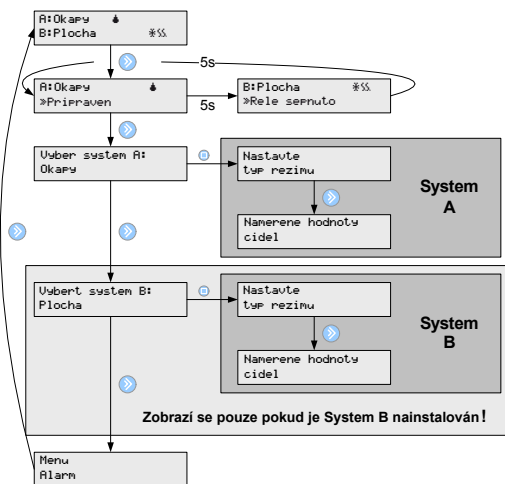 A:Okapy
B:Plocha
5s
A:Okapy
»Pripraven
5s
B:Plocha
»Rele sepnuto
Vyber system A:
Okapy
Nastavte
typ rezimu
System
A
Namerene hodnoty
cidel
Vybert system B:
Plocha
Nastavte
typ rezimu
System
B
Namerene hodnoty
cidel
Zobrazí se pouze pokud je System B nainstalován!
Menu
Alarm